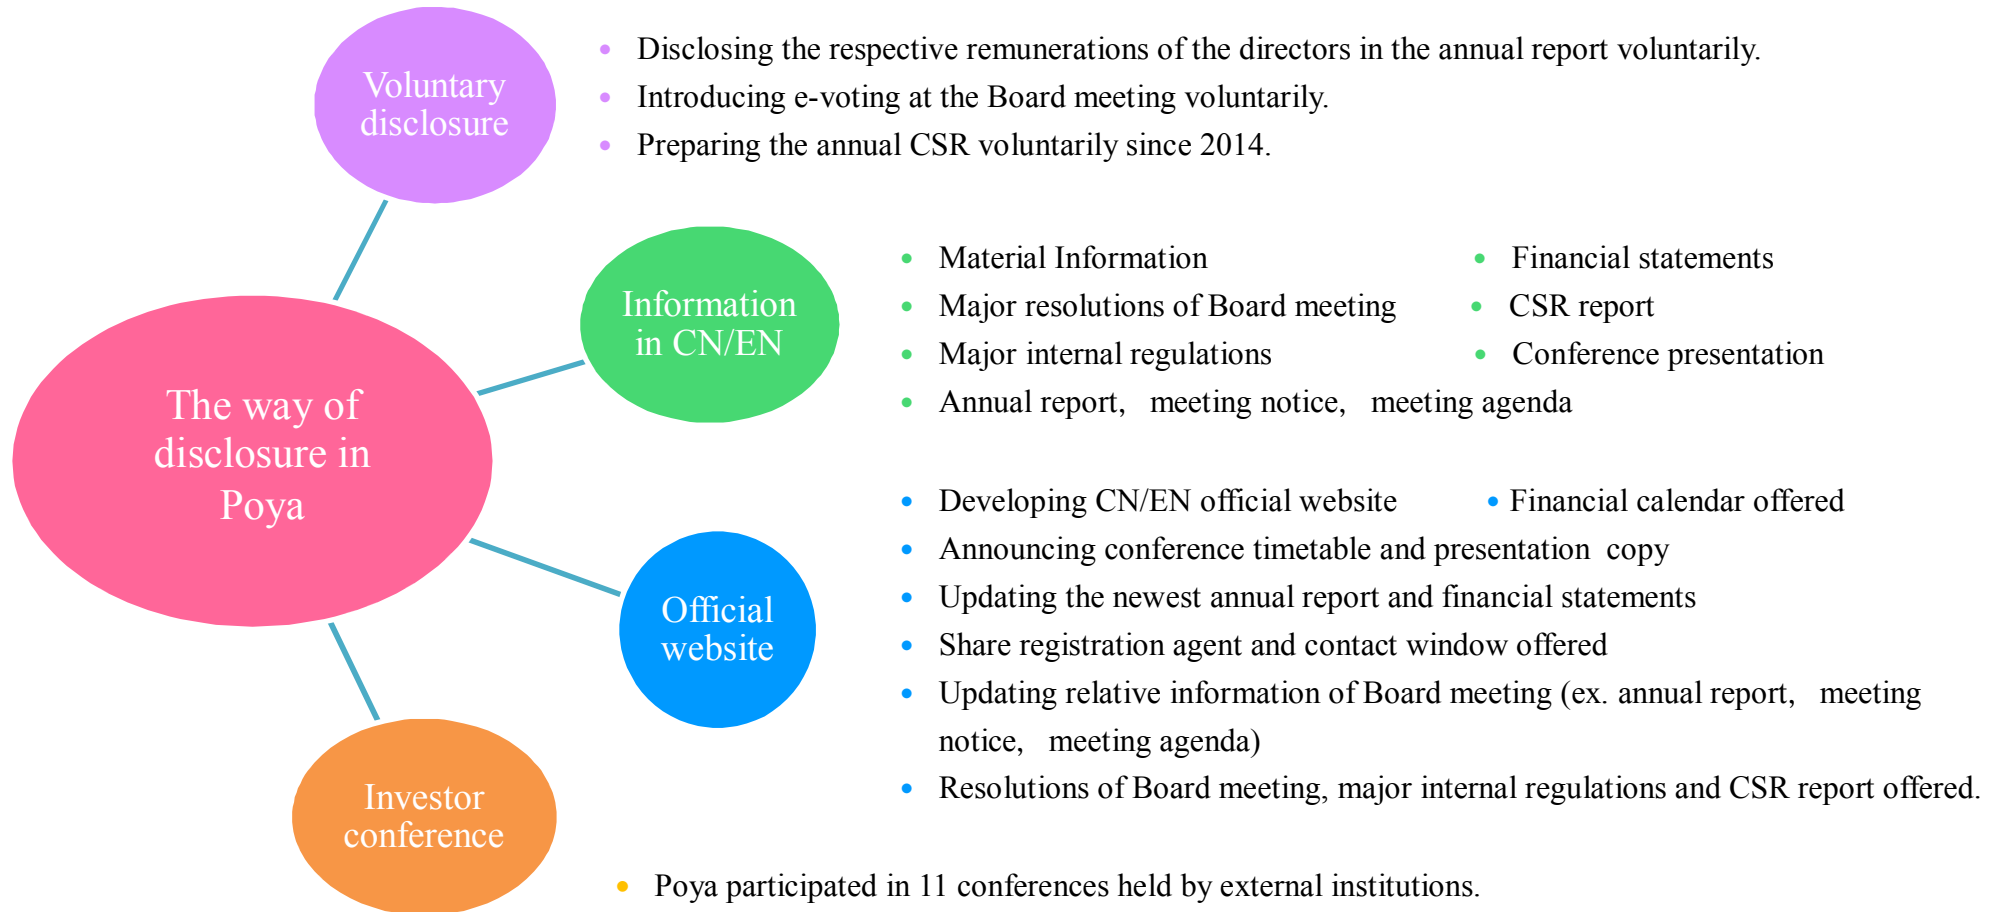 Voluntary
disclosure
• Disclosing the respective remunerations of the directors in the annual report voluntarily.
• Introducing e-voting at the Board meeting voluntarily.
• Preparing the annual CSR voluntarily since 2014.
Information
in CN/EN
• Material Information
• Financial statements
• Major resolutions of Board meeting
• CSR report
• Major internal regulations
• Conference presentation
• Annual report, meeting notice, meeting agenda
The way of
disclosure in
Poya
Official
website
• Developing CN/EN official website
• Financial calendar offered
• Announcing conference timetable and presentation copy
• Updating the newest annual report and financial statements
• Share registration agent and contact window offered
• Updating relative information of Board meeting (ex. annual report, meeting
notice, meeting agenda)
• Resolutions of Board meeting, major internal regulations and CSR report offered.
Investor
conference
• Poya participated in 11 conferences held by external institutions.